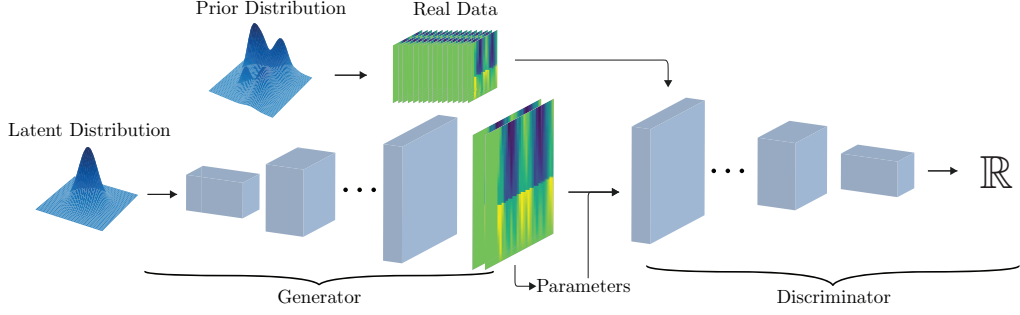 Prior Distribution
Real Data
Latent Distribution
ℝ
Parameters
Generator
Discriminator